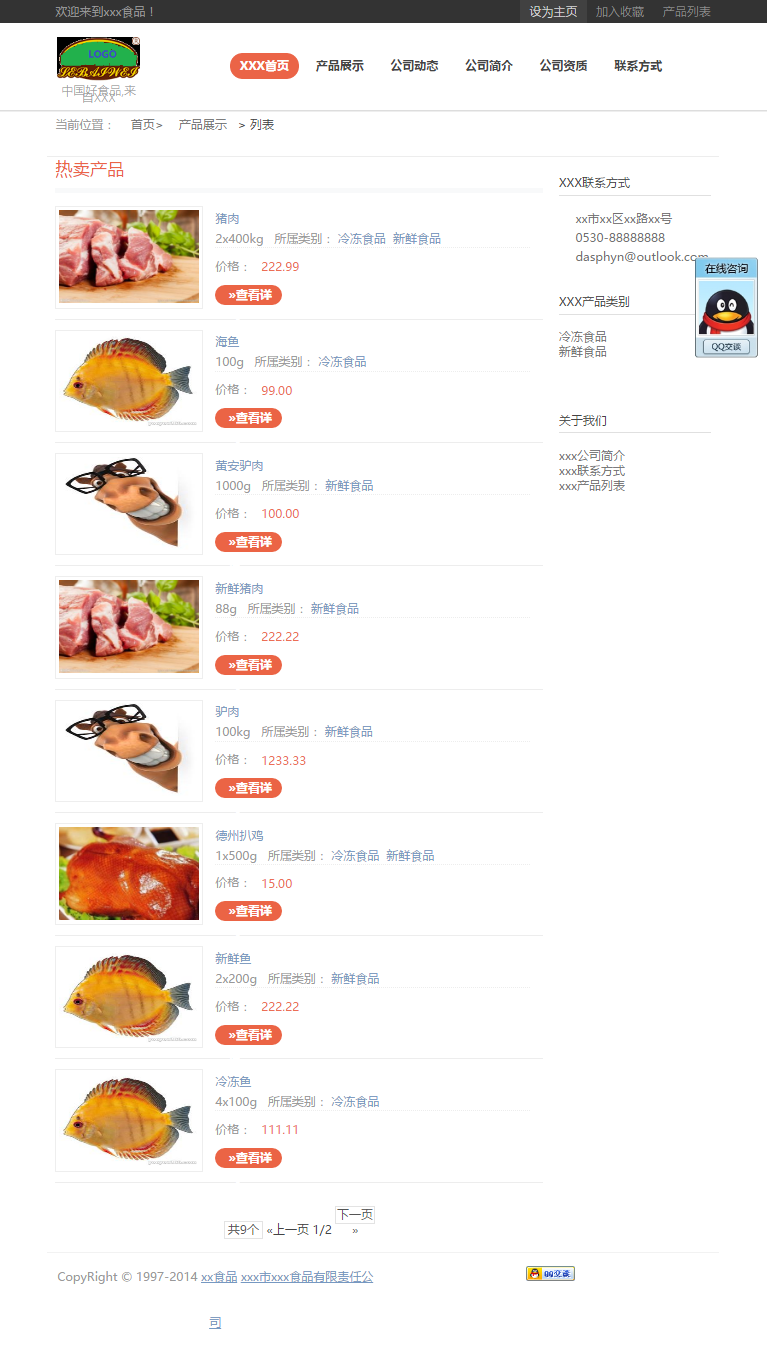 欢迎来到xxx食品！
设为主页 加入收藏 产品列表
LOGO
中国好食品,来
自XXX
XXX首页 产品展示 公司动态 公司简介 公司资质 联系方式
当前位置： 首页> 产品展示 > 列表
热卖产品
猪肉
2x400kg 所属类别： 冷冻食品 新鲜食品
价格： 222.99
»查看详
海鱼
100g 所属类别： 冷冻食品
价格： 99.00
»查看详
黄安驴肉
1000g 所属类别： 新鲜食品
价格： 100.00
»查看详
新鲜猪肉
88g 所属类别： 新鲜食品
价格： 222.22
»查看详
驴肉
100kg 所属类别： 新鲜食品
价格： 1233.33
»查看详
德州扒鸡
1x500g 所属类别： 冷冻食品 新鲜食品
价格： 15.00
»查看详
新鲜鱼
2x200g 所属类别： 新鲜食品
价格： 222.22
»查看详
冷冻鱼
4x100g 所属类别： 冷冻食品
价格： 111.11
»查看详
共9个 «上一页 1/2 下一页
»
XXX联系方式
xx市xx区xx路xx号
0530-88888888
dasphyn@outlook.com
在线咨询
QQ交谈
XXX产品类别
冷冻食品
新鲜食品
关于我们
xxx公司简介
xxx联系方式
xxx产品列表
CopyRight © 1997-2014 xx食品 xxx市xxx食品有限责任公
司
QQ交谈